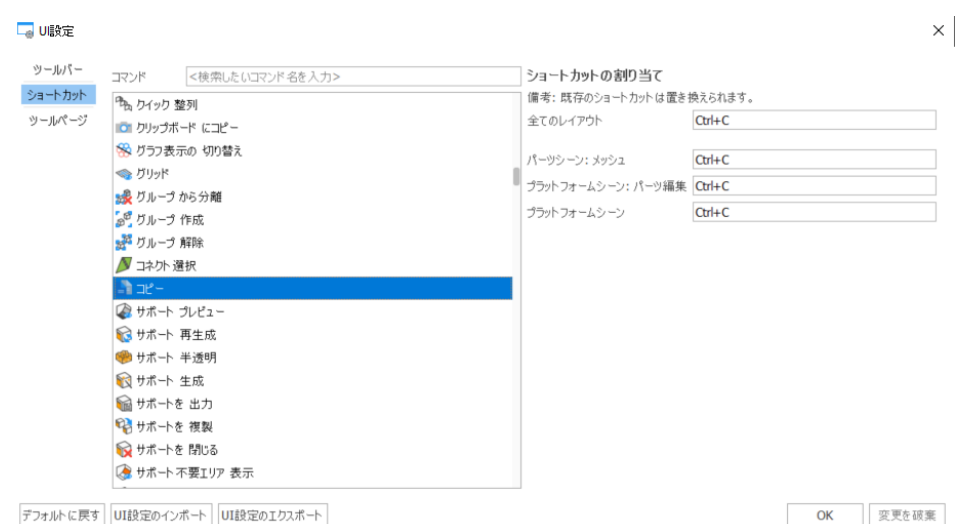 UI設定
ツールバー
ショートカット
ツールページ
コマンド <検索したいコマンド名を入力>
クイック 整列
クリップボード にコピー
グラフ表示の 切り替え
グリッド
グループ から分離
グループ 作成
グループ 解除
コネクト 選択
コピー
サポート プレビュー
サポート 再生成
サポート 半透明
サポート 生成
サポートを 出力
サポートを 複製
サポートを 閉じる
サポート 不要エリア 表示
ショートカットの割り当て
備考: 既存のショートカットは置き換えられます。
全てのレイアウト Ctrl+C
パーツシーン: メッシュ Ctrl+C
プラットフォームシーン: パーツ編集 Ctrl+C
プラットフォームシーン Ctrl+C
デフォルトに戻す UI設定のインポート UI設定のエクスポート OK 変更を破棄